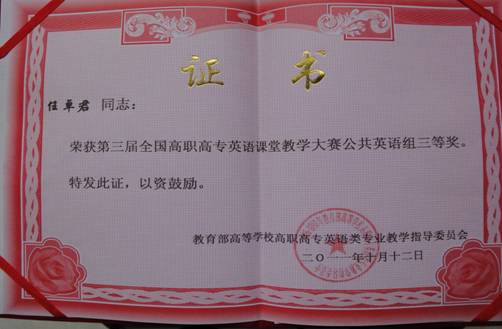 证书
任卓君 同志：
荣获第三届全国高职高专英语课堂教学大赛公共英语组三等奖。
特发此证，以资鼓励。
教育部高等学校高职高专英语类专业教学指导委员会
二〇一一年十月十二日